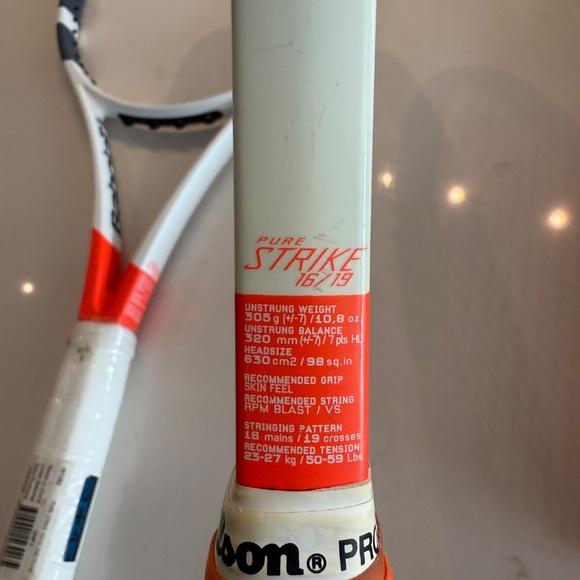 PURE
STRIKE
16/19
UNSTRUNG WEIGHT
305 g (+/-7) / 10,8 oz
UNSTRUNG BALANCE
320 mm (+/-7) / 7 pts HL
HEADSIZE
630 cm2 / 98 sq.in
RECOMMENDED GRIP
SKIN FEEL
RECOMMENDED STRING
RPM BLAST / VS
STRINGING PATTERN
16 mains / 19 crosses
RECOMMENDED TENSION
23-27 kg / 50-59 Lbs
lson® PRO
Babolat